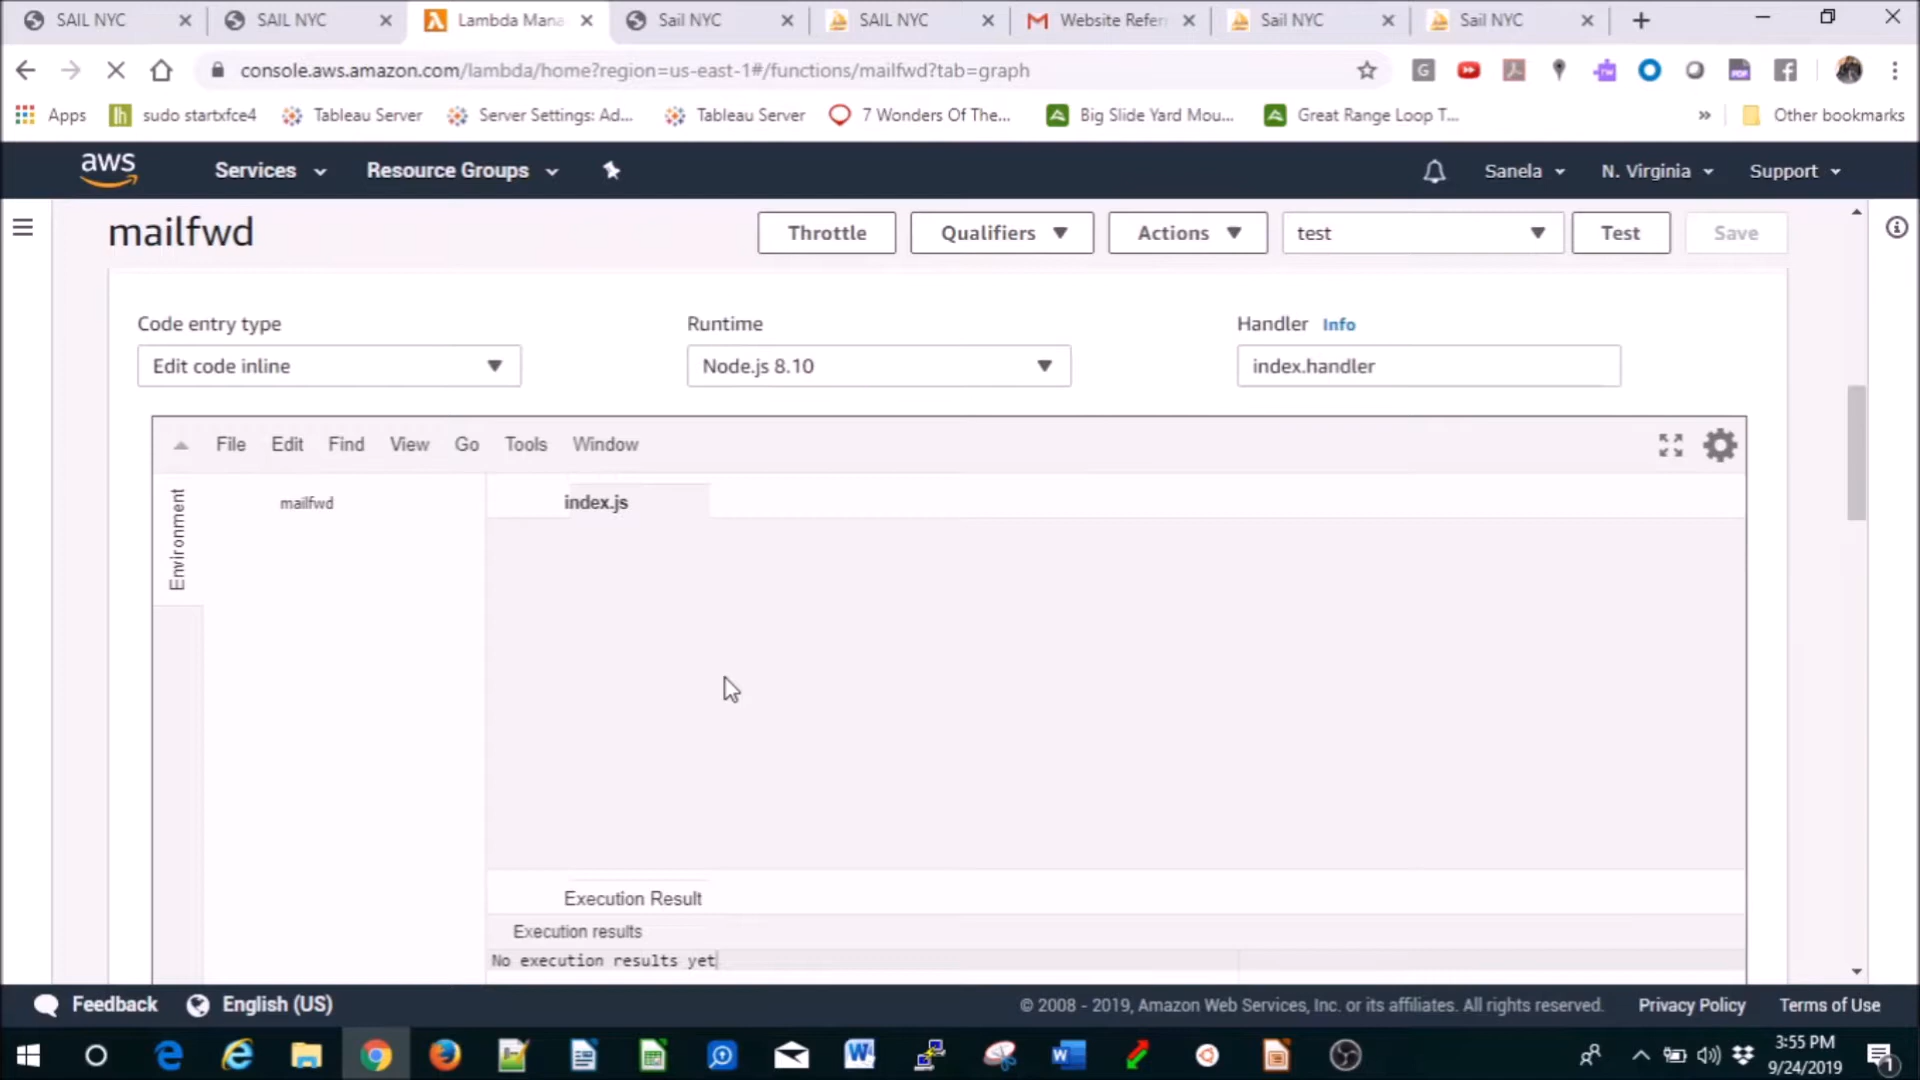 SAIL NYC
SAIL NYC
Lambda Mana
Sail NYC
SAIL NYC
Website Refer
Sail NYC
Sail NYC
console.aws.amazon.com/lambda/home?region=us-east-1#/functions/mailfwd?tab=graph
Apps
sudo startxfce4
Tableau Server
Server Settings: Ad...
Tableau Server
7 Wonders Of The...
Big Slide Yard Mou...
Great Range Loop T...
»
Other bookmarks
aws
Services
Resource Groups
Sanela
N. Virginia
Support
mailfwd
Throttle
Qualifiers
Actions
test
Test
Save
Code entry type
Runtime
Handler Info
Edit code inline
Node.js 8.10
index.handler
File Edit Find View Go Tools Window
Environment
mailfwd
index.js
Execution Result
Execution results
No execution results yet
Feedback
English (US)
© 2008 - 2019, Amazon Web Services, Inc. or its affiliates. All rights reserved.
Privacy Policy
Terms of Use
3:55 PM
9/24/2019
1